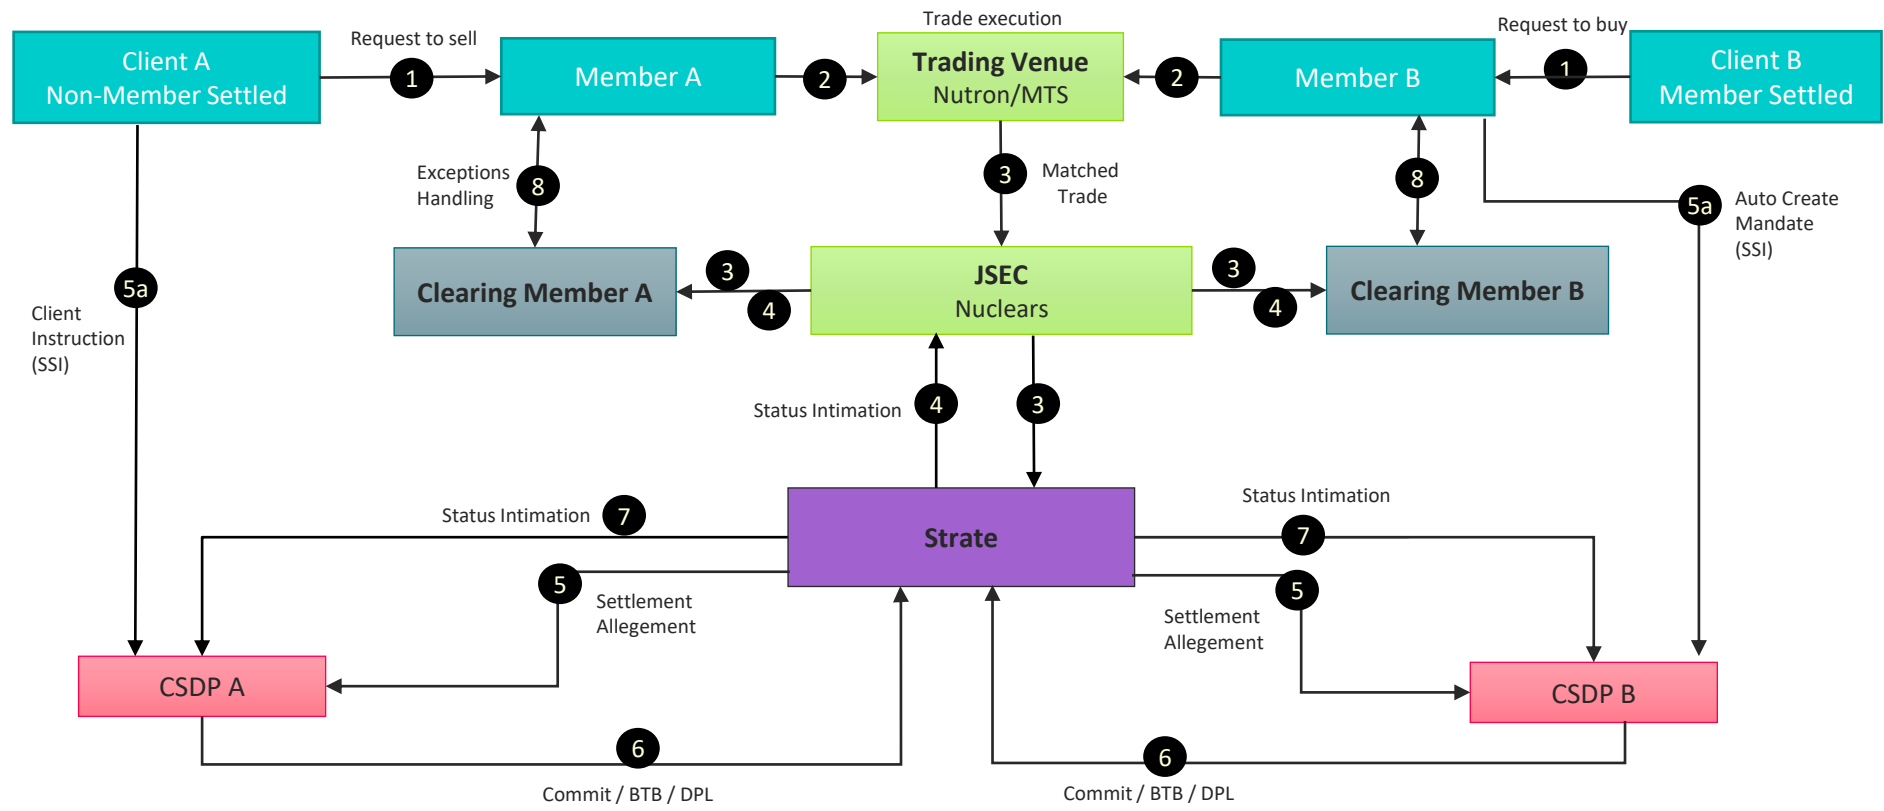 Trade execution
Request to sell
Request to buy
Client A
Non-Member Settled
1
Member A
2
Trading Venue
Nutron/MTS
2
Member B
1
Client B
Member Settled
Exceptions
Handling
8
3
Matched
Trade
8
5a
Auto Create
Mandate
(SSI)
5a
Client
Instruction
(SSI)
Clearing Member A
3
4
JSEC
Nuclears
3
4
Clearing Member B
Status Intimation
4
3
Status Intimation
7
Strate
Status Intimation
7
5
Settlement
Allegement
Settlement
Allegement
5
CSDP A
CSDP B
6
Commit / BTB / DPL
6
Commit / BTB / DPL